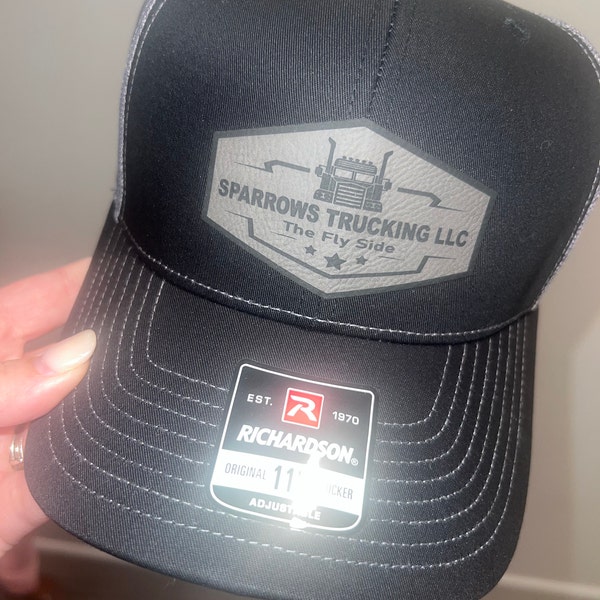 SPARROWS TRUCKING LLC
The Fly Side
EST. R 1970
RICHARDSON®
ORIGINAL
ADJUSTABLE